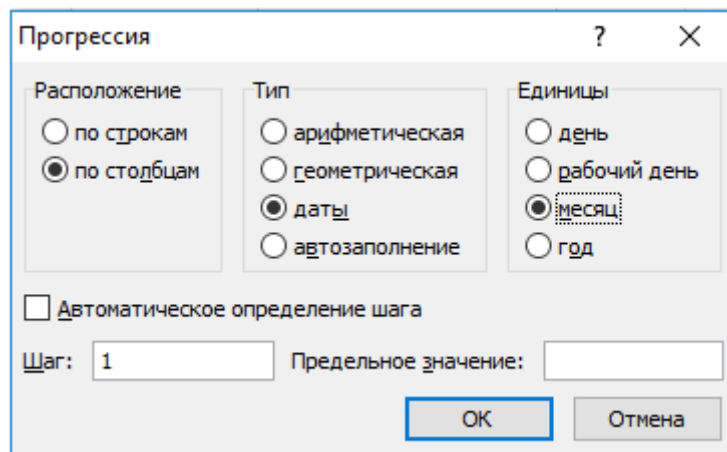 Прогрессия ?
Расположение
по строкам
по столбцам
Тип
арифметическая
геометрическая
даты
автозаполнение
Единицы
день
рабочий день
месяц
год
Автоматическое определение шага
Шаг: 1 Предельное значение:
ОК Отмена